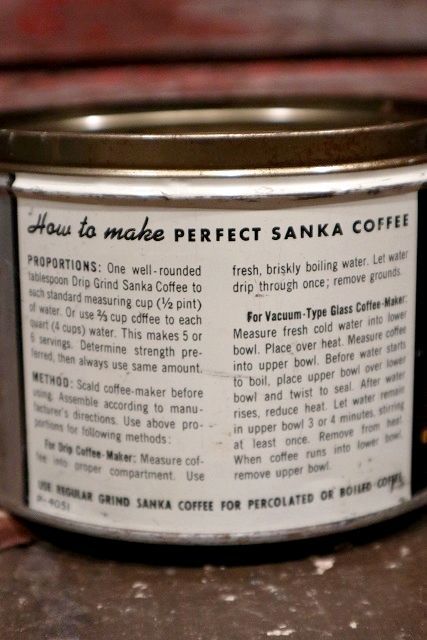 How to make PERFECT SANKA COFFEE
PROPORTIONS: One well-rounded
tablespoon Drip Grind Sanka Coffee to
each standard measuring cup (½ pint)
of water. Or use ⅔ cup coffee to each
quart (4 cups) water. This makes 5 or
6 servings. Determine strength pre-
ferred, then always use same amount.
METHOD: Scald coffee-maker before
using. Assemble according to manu-
facturer's directions. Use above pro-
portions for following methods:
For Drip Coffee-Maker: Measure cof-
fee into proper compartment. Use
fresh, briskly boiling water. Let water
drip through once; remove grounds.
For Vacuum-Type Glass Coffee-Maker:
Measure fresh cold water into lower
bowl. Place over heat. Measure coffee
into upper bowl. Before water starts
to boil, place upper bowl over lower
bowl and twist to seal. After water
rises, reduce heat. Let water remain
in upper bowl 3 or 4 minutes, stirring
at least once. Remove from heat.
When coffee runs into lower bowl,
remove upper bowl.
USE REGULAR GRIND SANKA COFFEE FOR PERCOLATED OR BOILED COFFEE
P-4051